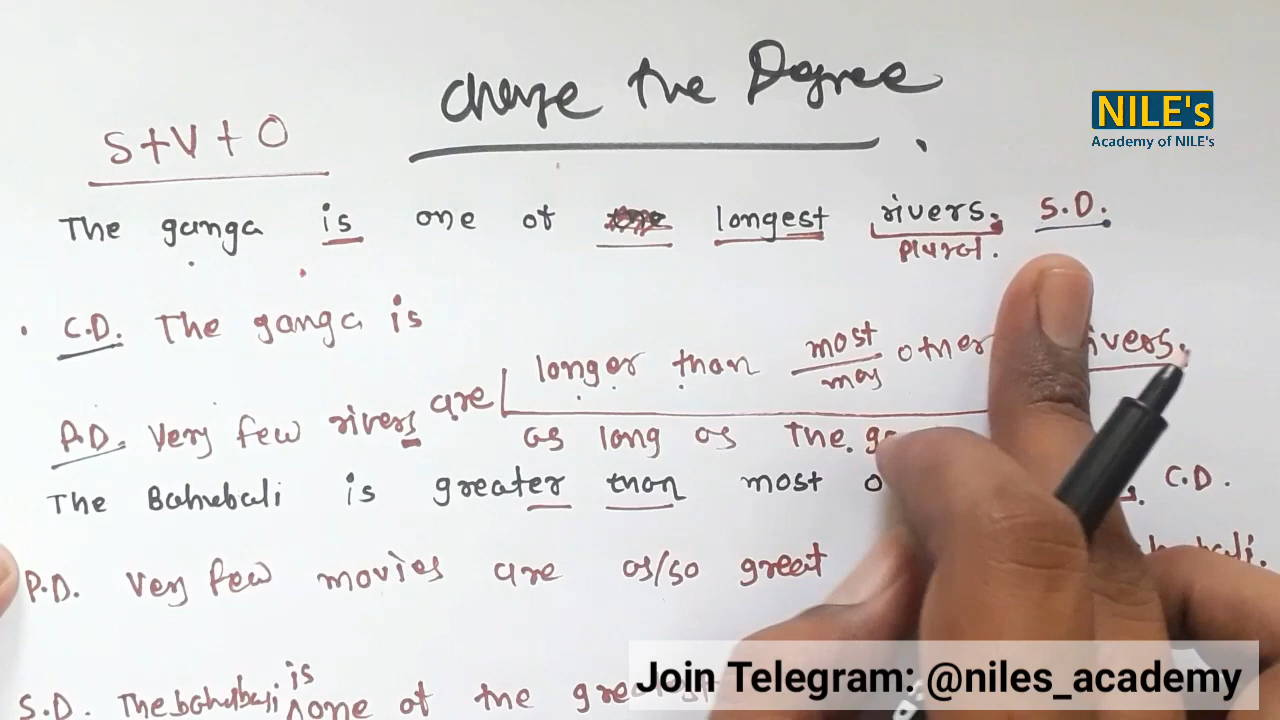 Change the Degree.
NILE's
Academy of NILE's
S+V+O
The ganga is one of longest rivers. S.D.
plural.
C.D. The ganga is
longer than most other
may
P.D. Very few rivers are
as long as the
The Bahubali is greater than most C.D.
P.D. Very few movies are as/so great
is
S.D. The bahubali one of the
Join Telegram: @niles_academy